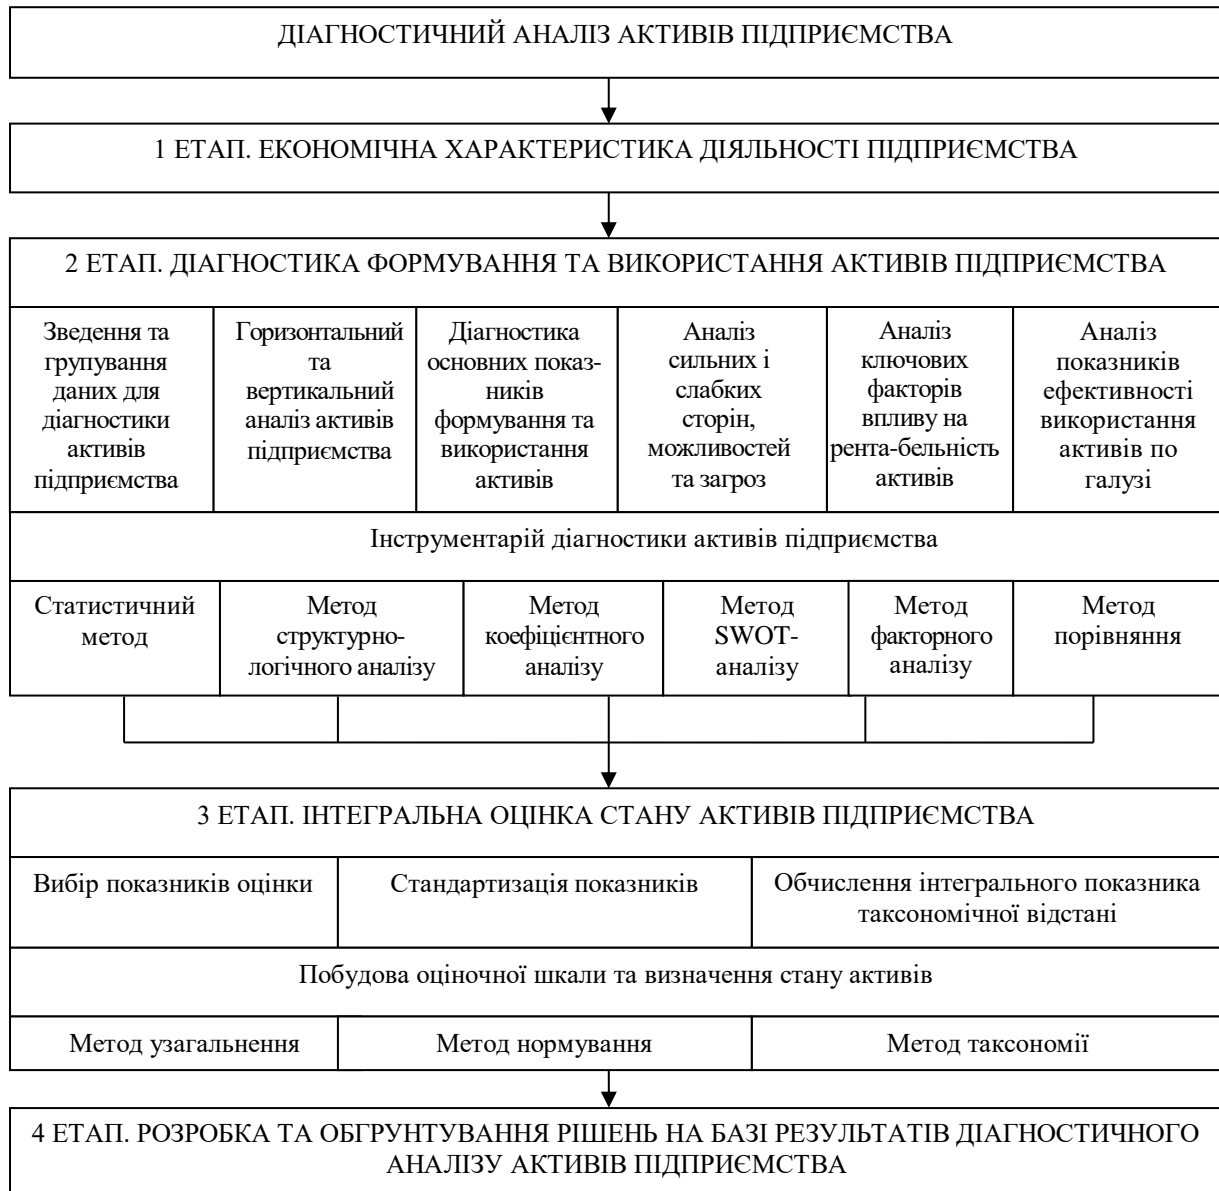 ДІАГНОСТИЧНИЙ АНАЛІЗ АКТИВІВ ПІДПРИЄМСТВА
1 ЕТАП. ЕКОНОМІЧНА ХАРАКТЕРИСТИКА ДІЯЛЬНОСТІ ПІДПРИЄМСТВА
2 ЕТАП. ДІАГНОСТИКА ФОРМУВАННЯ ТА ВИКОРИСТАННЯ АКТИВІВ ПІДПРИЄМСТВА
Зведення та
групування
даних для
діагностики
активів
підприємства
Горизонтальний
та
вертикальний
аналіз активів
підприємства
Діагностика
основних показ-
ників
формування та
використання
активів
Аналіз
сильних і
слабких
сторін,
можливостей
та загроз
Аналіз
ключових
факторів
впливу на
рента-бельність
активів
Аналіз
показників
ефективності
використання
активів по
галузі
Інструментарій діагностики активів підприємства
Статистичний
метод
Метод
структурно-
логічного аналізу
Метод
коефіцієнтного
аналізу
Метод
SWOT-
аналізу
Метод
факторного
аналізу
Метод
порівняння
3 ЕТАП. ІНТЕГРАЛЬНА ОЦІНКА СТАНУ АКТИВІВ ПІДПРИЄМСТВА
Вибір показників оцінки
Стандартизація показників
Обчислення інтегрального показника
таксономічної відстані
Побудова оціночної шкали та визначення стану активів
Метод узагальнення
Метод нормування
Метод таксономії
4 ЕТАП. РОЗРОБКА ТА ОБГРУНТУВАННЯ РІШЕНЬ НА БАЗІ РЕЗУЛЬТАТІВ ДІАГНОСТИЧНОГО
АНАЛІЗУ АКТИВІВ ПІДПРИЄМСТВА